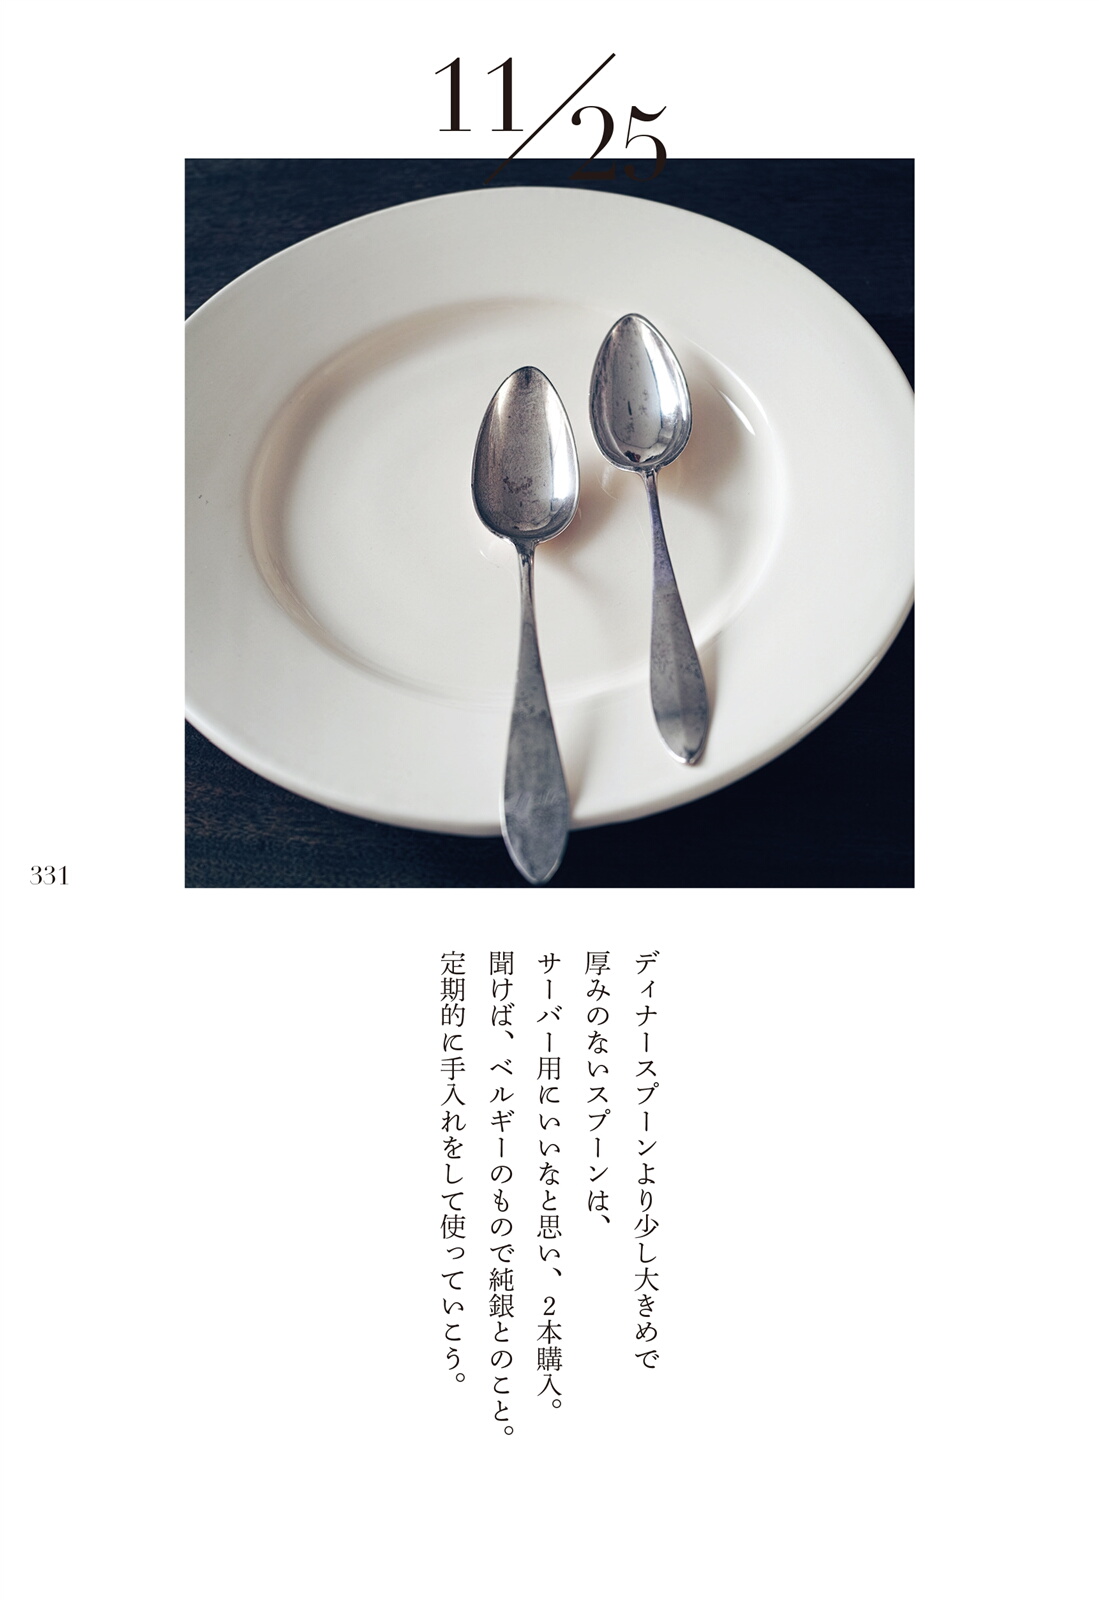 11/25
ディナースプーンより少し大きめで
厚みのないスプーンは、
サーバー用にいいなと思い、2本購入。
聞けば、ベルギーのもので純銀とのこと。
定期的に手入れをして使っていこう。
331